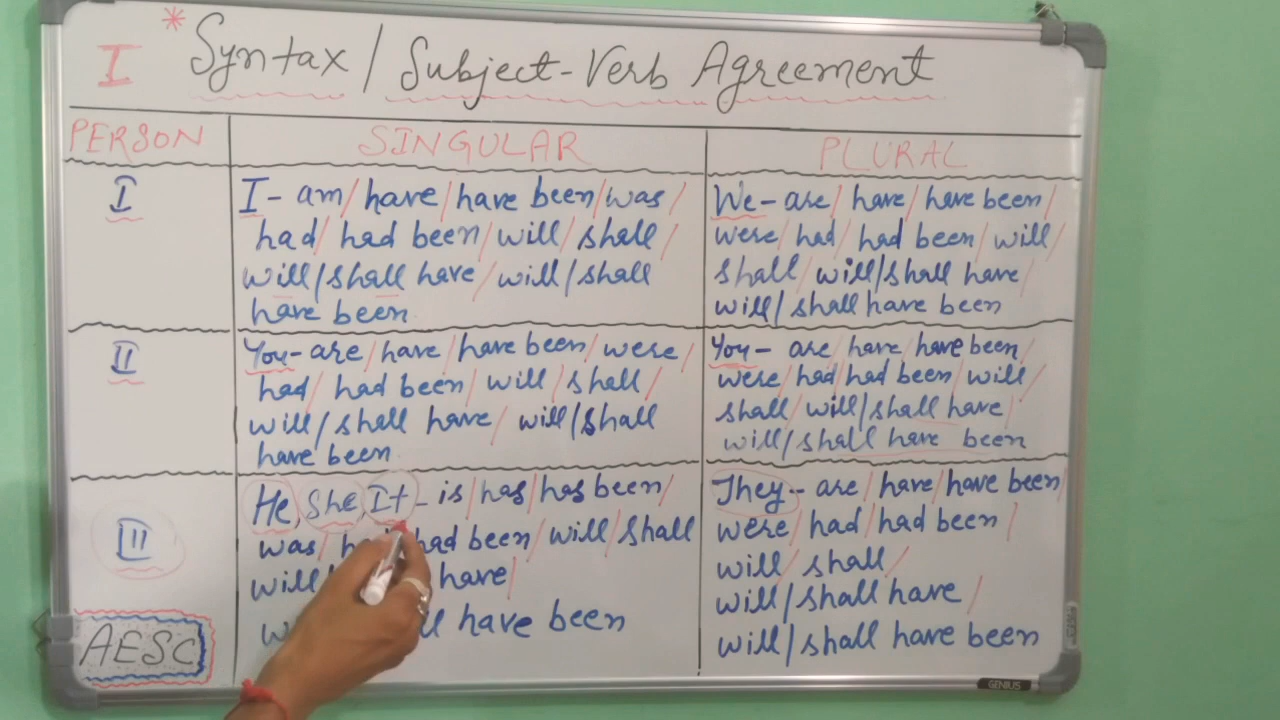 I * Syntax / Subject-Verb Agreement
PERSON SINGULAR PLURAL
I
I - am / have / have been / was /
had / had been / will / shall /
will / shall have / will / shall
have been
We - are / have / have been /
were / had / had been / will /
shall / will / shall have /
will / shall have been
II
You - are / have / have been / were /
had / had been / will / shall /
will / shall have / will / shall
have been
You - are / have / have been /
were / had / had been / will /
shall / will / shall have /
will / shall have been
III
He, She, It - is / has / has been /
was / had been / will / shall
will have /
have been
They - are / have / have been /
were / had / had been /
will / shall /
will / shall have /
will / shall have been
AESC
GENIUS